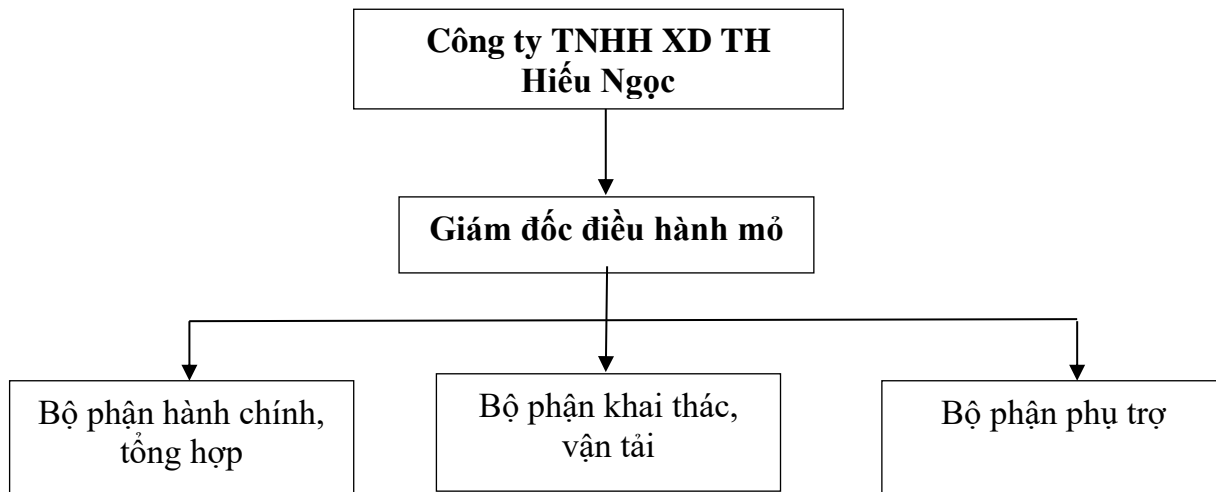 Công ty TNHH XD TH
Hiếu Ngọc
Giám đốc điều hành mỏ
Bộ phận hành chính,
tổng hợp
Bộ phận khai thác,
vận tải
Bộ phận phụ trợ